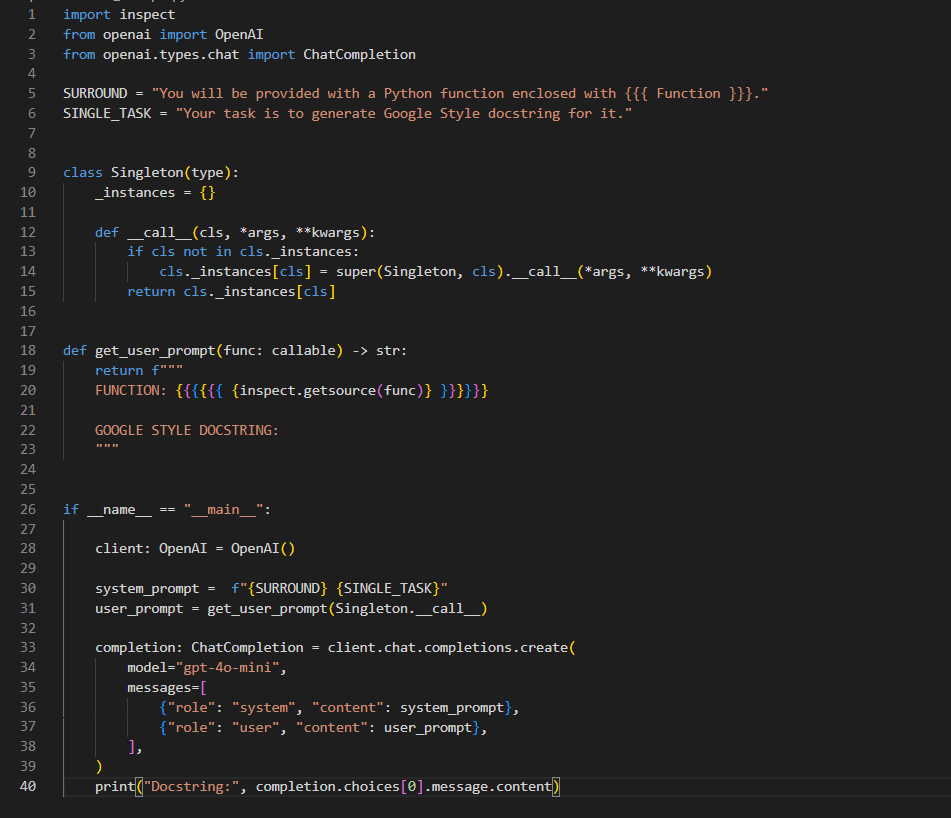 1 import inspect
2 from openai import OpenAI
3 from openai.types.chat import ChatCompletion
4
5 SURROUND = "You will be provided with a Python function enclosed with {{{ Function }}}."
6 SINGLE_TASK = "Your task is to generate Google Style docstring for it."
7
8
9 class Singleton(type):
10     _instances = {}
11
12     def __call__(cls, *args, **kwargs):
13         if cls not in cls._instances:
14             cls._instances[cls] = super(Singleton, cls).__call__(*args, **kwargs)
15         return cls._instances[cls]
16
17
18 def get_user_prompt(func: callable) -> str:
19     return f"""
20     FUNCTION: {{{{{{ {inspect.getsource(func)} }}}}}}
21
22     GOOGLE STYLE DOCSTRING:
23     """
24
25
26 if __name__ == "__main__":
27
28     client: OpenAI = OpenAI()
29
30     system_prompt =  f"{SURROUND} {SINGLE_TASK}"
31     user_prompt = get_user_prompt(Singleton.__call__)
32
33     completion: ChatCompletion = client.chat.completions.create(
34         model="gpt-4o-mini",
35         messages=[
36             {"role": "system", "content": system_prompt},
37             {"role": "user", "content": user_prompt},
38         ],
39     )
40     print("Docstring:", completion.choices[0].message.content)